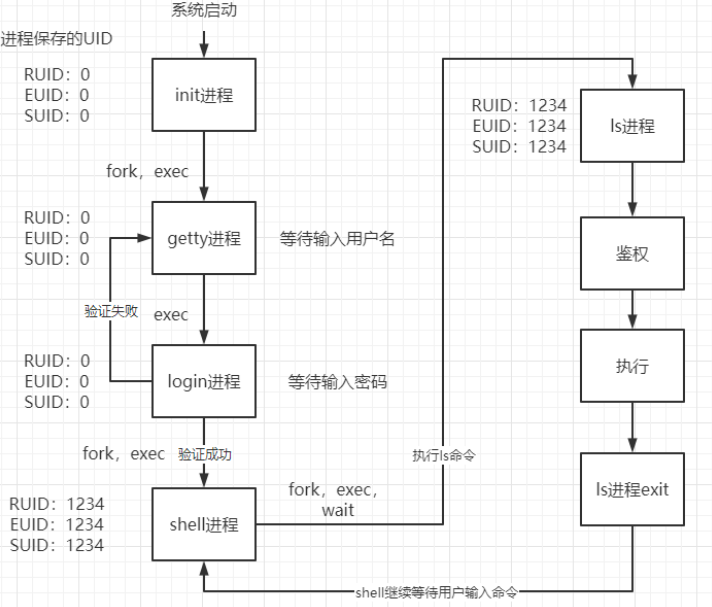 系统启动
进程保存的UID
RUID：0
EUID：0
SUID：0
init进程
fork，exec
RUID：0
EUID：0
SUID：0
getty进程
等待输入用户名
验证失败
exec
RUID：0
EUID：0
SUID：0
login进程
等待输入密码
fork，exec
验证成功
RUID：1234
EUID：1234
SUID：1234
shell进程
fork，exec，
wait
执行ls命令
RUID：1234
EUID：1234
SUID：1234
ls进程
鉴权
执行
ls进程exit
shell继续等待用户输入命令